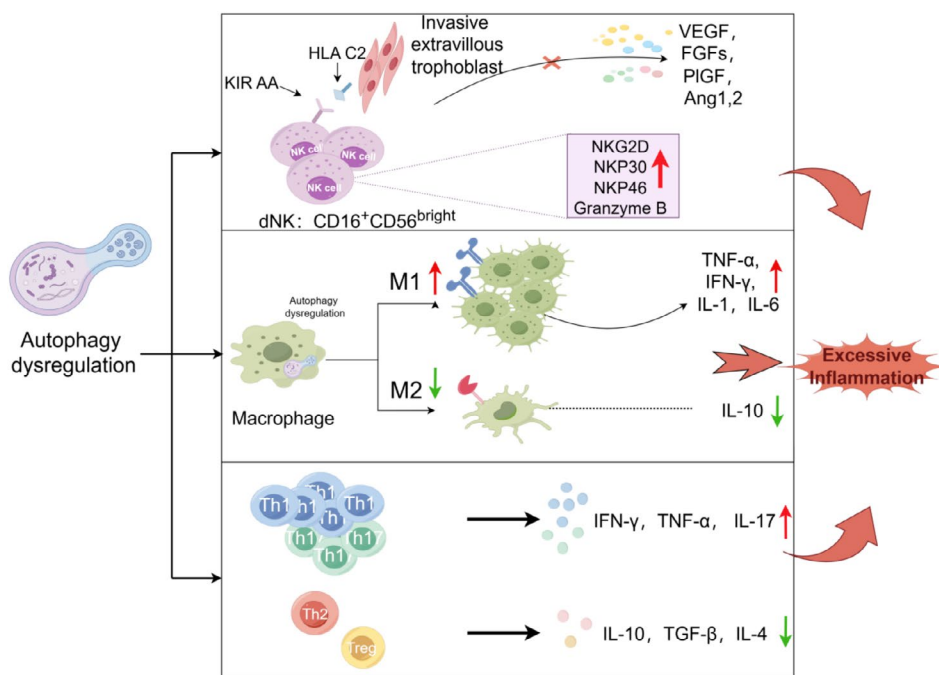 Invasive
extravillous
trophoblast
HLA C2
KIR AA
VEGF,
FGFs,
PlGF,
Ang1,2
NK cell
NK cell
NK cell
NKG2D
NKP30
NKP46
Granzyme B
dNK: CD16+CD56bright
Autophagy
dysregulation
Autophagy
dysregulation
Macrophage
M1
M2
TNF-α,
IFN-γ,
IL-1, IL-6
IL-10
Excessive
Inflammation
Th1
Th1
Th1
Th1
Th17
Th17
Th1
IFN-γ, TNF-α, IL-17
Th2
Treg
IL-10, TGF-β, IL-4